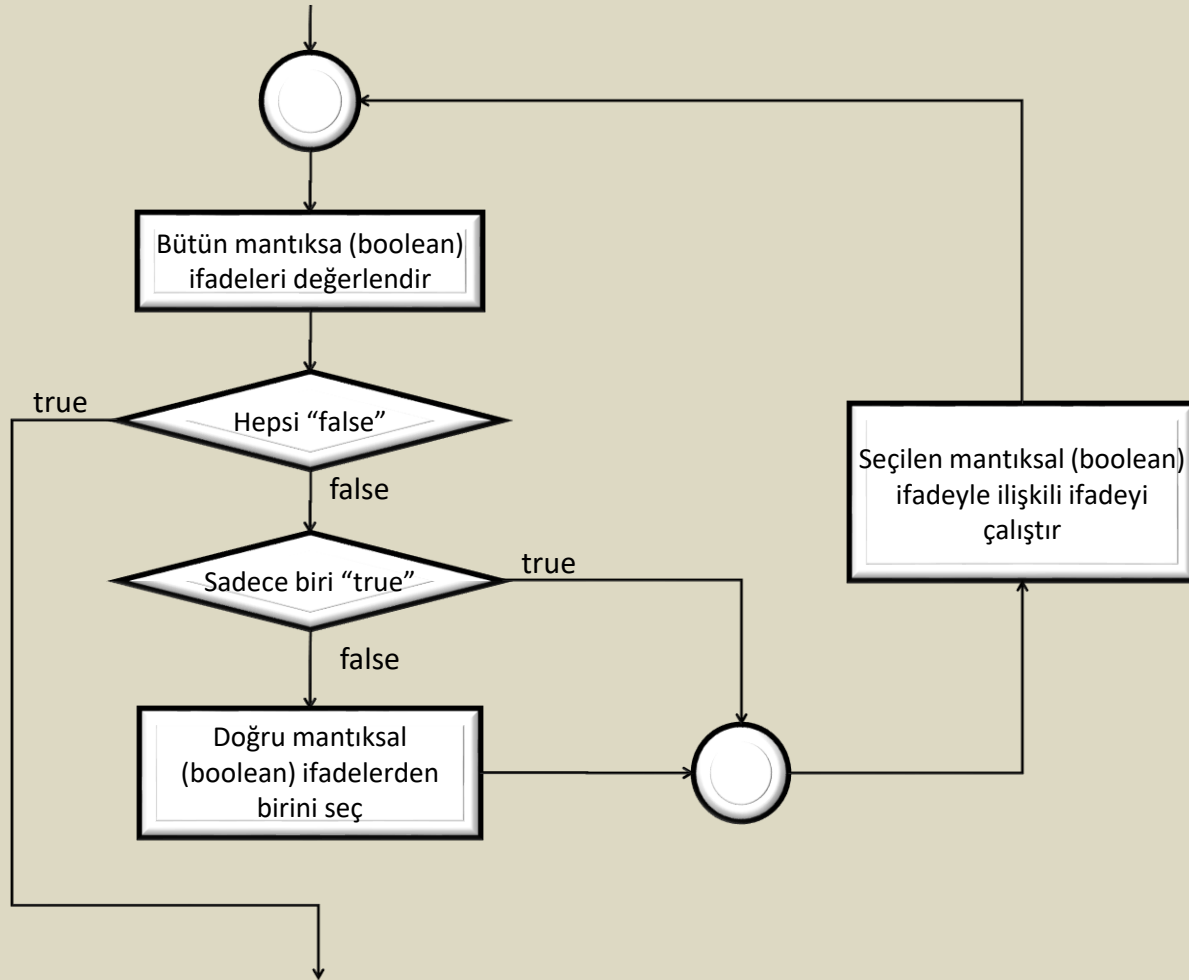 Bütün mantıksa (boolean)
ifadeleri değerlendir
true
Hepsi “false”
false
Sadece biri “true”
true
false
Doğru mantıksal
(boolean) ifadelerden
birini seç
Seçilen mantıksal (boolean)
ifadeyle ilişkili ifadeyi
çalıştır